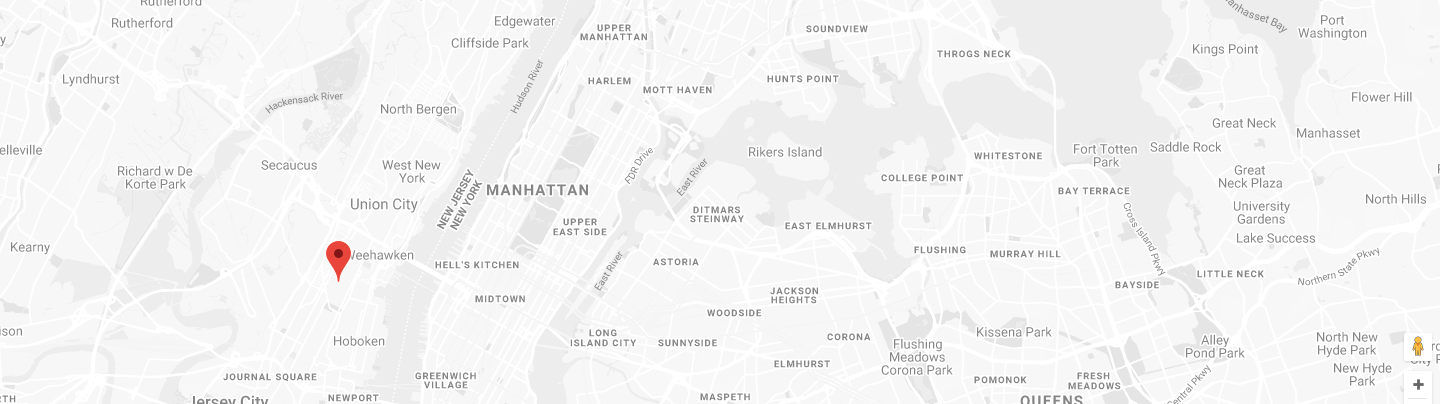 Rutherford
Edgewater
Cliffside Park
UPPER
MANHATTAN
SOUNDVIEW
Manhasset Bay
Port
Washington
Rutherford
Kings Point
THROGS NECK
Lyndhurst
HARLEM
MOTT HAVEN
HUNTS POINT
Hudson River
Hackensack River
North Bergen
Flower Hill
Great Neck
Manhasset
elleville
Secaucus
West New
York
Richard w De
Korte Park
FDR Drive
East River
Rikers Island
WHITESTONE
Fort Totten
Park
Saddle Rock
COLLEGE POINT
Great
Neck Plaza
NEW JERSEY
NEW YORK
MANHATTAN
BAY TERRACE
North Hills
Union City
UPPER
EAST SIDE
DITMARS
STEINWAY
EAST ELMHURST
Cross Island Pkwy
University
Gardens
Lake Success
Kearny
Weehawken
HELL'S KITCHEN
East River
ASTORIA
FLUSHING
MURRAY HILL
LITTLE NECK
Northern State Pkwy
MIDTOWN
JACKSON
HEIGHTS
BAYSIDE
WOODSIDE
ison
Hoboken
LONG
ISLAND CITY
SUNNYSIDE
CORONA
Flushing
Meadows
Corona Park
Kissena Park
Alley
Pond Park
North New
Hyde Park
JOURNAL SQUARE
GREENWICH
VILLAGE
ELMHURST
POMONOK
FRESH
MEADOWS
Central Pkwy
New Hyde
Park
RTH
Jersey City
NEWPORT
MASPETH
QUEENS
+